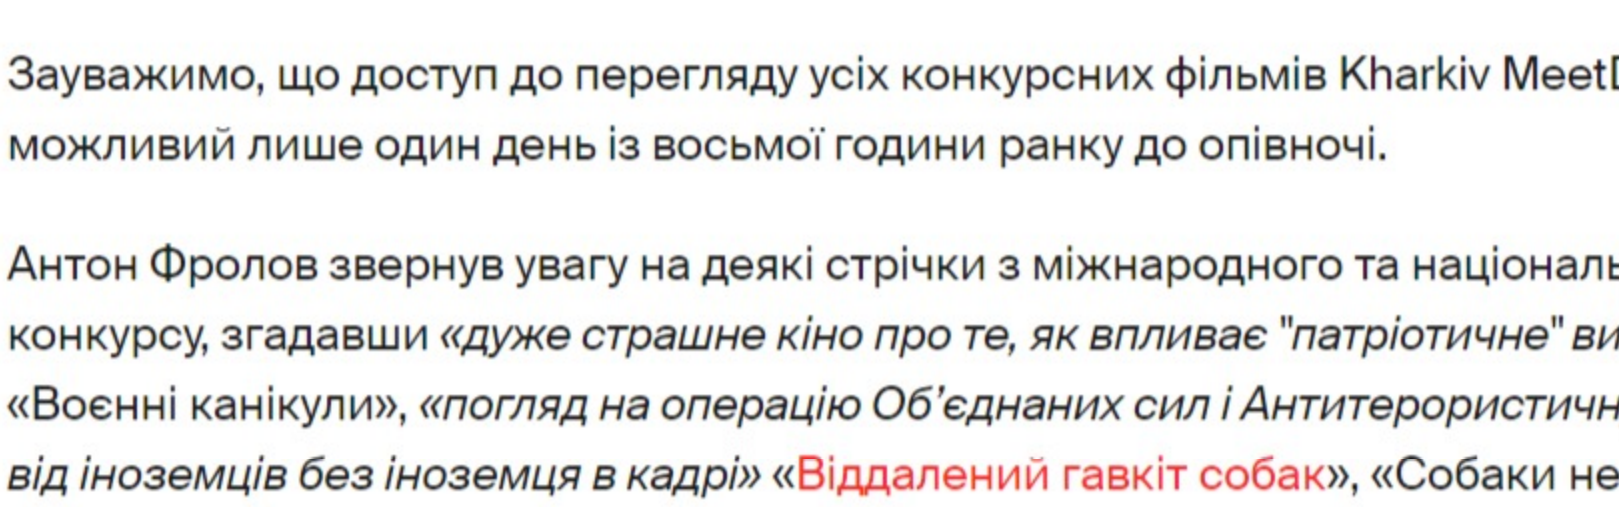 Зауважимо, що доступ до перегляду усіх конкурсних фільмів Kharkiv Meet
можливий лише один день із восьмої години ранку до опівночі.
Антон Фролов звернув увагу на деякі стрічки з міжнародного та націонал
конкурсу, згадавши «дуже страшне кіно про те, як впливає "патріотичне" ви
«Воєнні канікули», «погляд на операцію Об’єднаних сил і Антитерористичн
від іноземців без іноземця в кадрі» «Віддалений гавкіт собак», «Собаки не